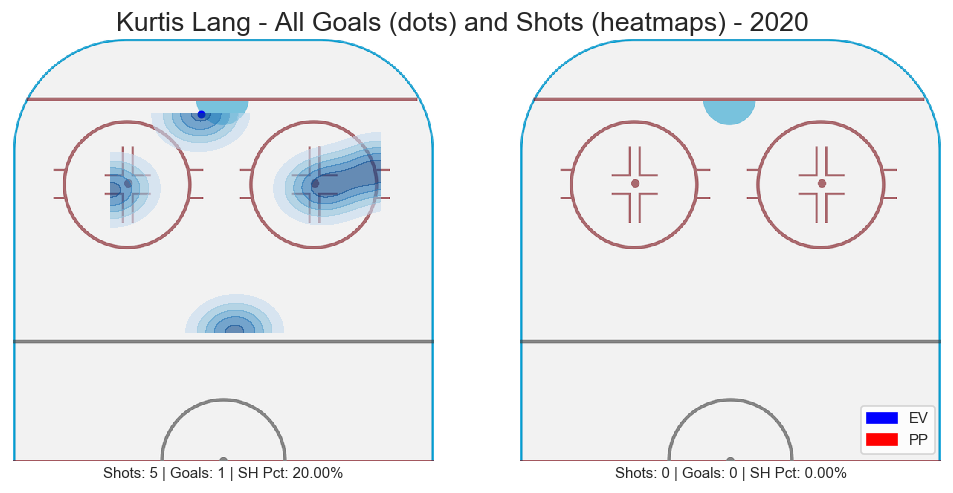 Kurtis Lang - All Goals (dots) and Shots (heatmaps) - 2020
EV
PP
Shots: 5 | Goals: 1 | SH Pct: 20.00%
Shots: 0 | Goals: 0 | SH Pct: 0.00%